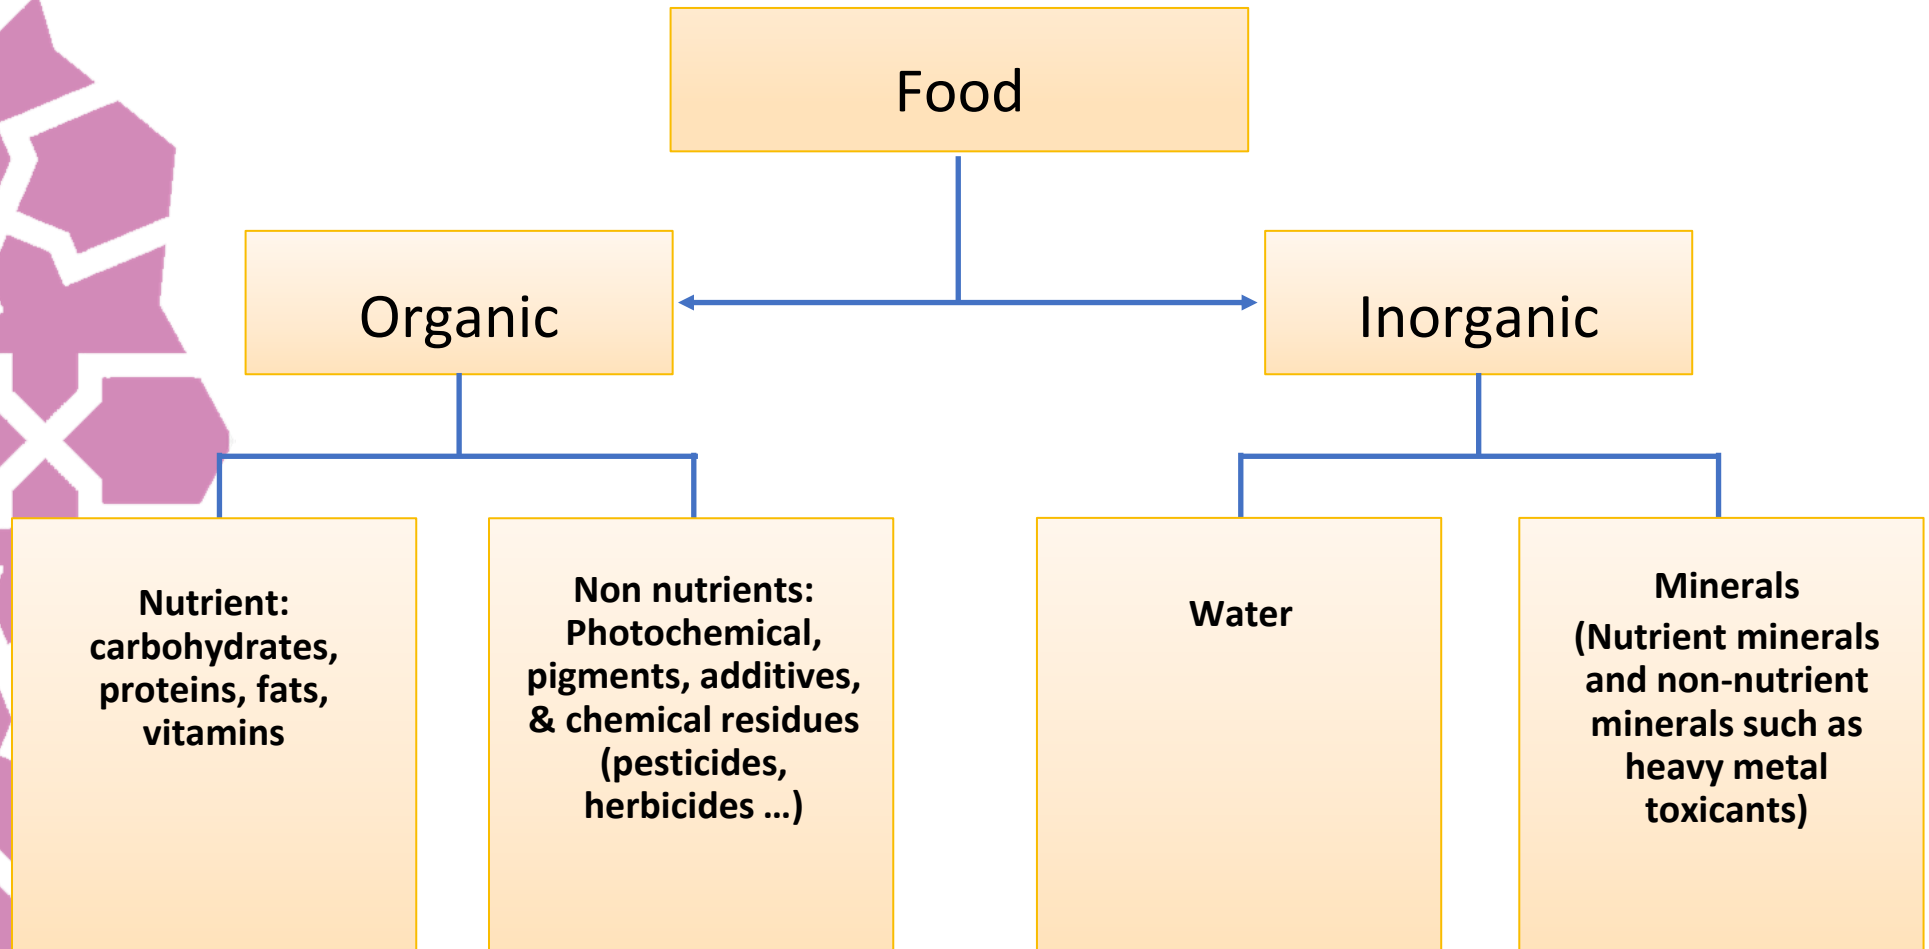 Food
Organic
Inorganic
Nutrient:
carbohydrates,
proteins, fats,
vitamins
Non nutrients:
Photochemical,
pigments, additives,
& chemical residues
(pesticides,
herbicides ...)
Water
Minerals
(Nutrient minerals
and non-nutrient
minerals such as
heavy metal
toxicants)